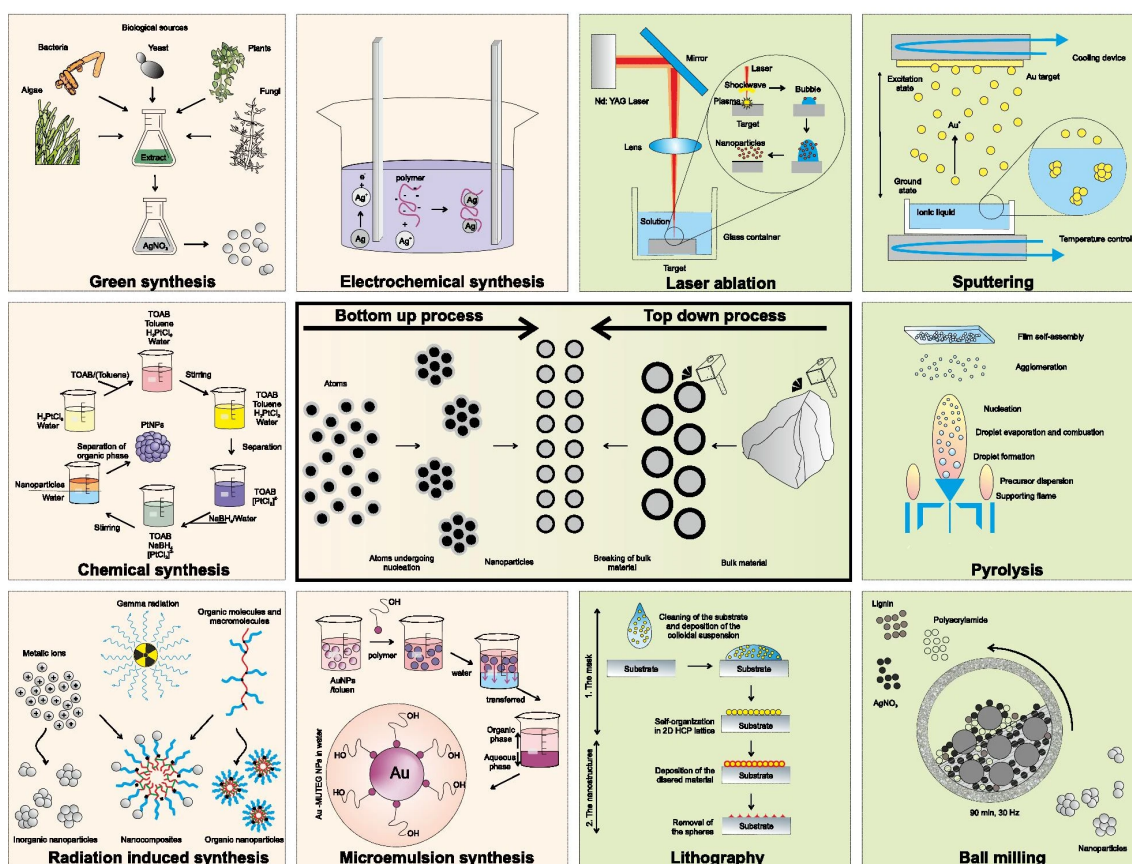 Biological sources
Bacteria
Yeast
Plants
Algae
Fungi
Extract
AgNO₃
Green synthesis
e⁻
+
Ag⁺
Ag
polymer
+
Ag⁺
Ag
Ag
Electrochemical synthesis
Nd: YAG Laser
Mirror
Laser
Shockwave
Plasma
Bubble
Target
Nanoparticles
Lens
Solution
Glass container
Target
Laser ablation
Cooling device
Excitation
state
Au target
Au⁺
Ground
state
Ionic liquid
Temperature control
Sputtering
TOAB
Toluene
H₂PtCl₆
Water
TOAB/(Toluene)
Stirring
H₂PtCl₆
Water
TOAB
Toluene
H₂PtCl₆
Water
PtNPs
Separation of
organic phase
Separation
Nanoparticles
Water
TOAB
NaBH₄/Water
Stirring
TOAB
NaBH₄
Chemical synthesis
Bottom up process
Top down process
Atoms
Atoms undergoing
nucleation
Nanoparticles
Breaking of bulk
material
Bulk material
Film self-assembly
Agglomeration
Nucleation
Droplet evaporation and combustion
Droplet formation
Precursor dispersion
Supporting flame
Pyrolysis
Gamma radiation
Organic molecules and
macromolecules
Metallic ions
Inorganic nanoparticles
Nanocomposites
Organic nanoparticles
Radiation induced synthesis
OH
polymer
AuNPs
/toluen
water
transferred
Organic
phase
Aqueous
phase
Au -MUTEG NPs in water
OH
HO
OH
Au
HO
OH
OH
Microemulsion synthesis
1. The mask
Cleaning of the substrate
and deposition of the
colloidal suspension
Substrate
Substrate
Self-organization
in 2D HCP lattice
Substrate
2. The nanostructures
Deposition of the
disered material
Substrate
Removal of
the spheres
Substrate
Lithography
Lignin
Polyacrylamide
AgNO₃
90 min, 30 Hz
Nanoparticles
Ball milling